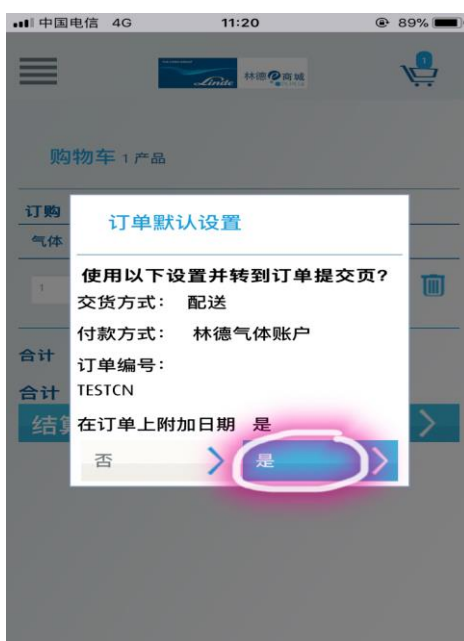 中国电信 4G 11:20 89%
Linde 林德 商城
1
购物车 1 产品
订购
气体
订单默认设置
使用以下设置并转到订单提交页?
1
交货方式: 配送
付款方式: 林德气体账户
合计
订单编号:
合计
TESTCN
结算
在订单上附加日期 是
否 是